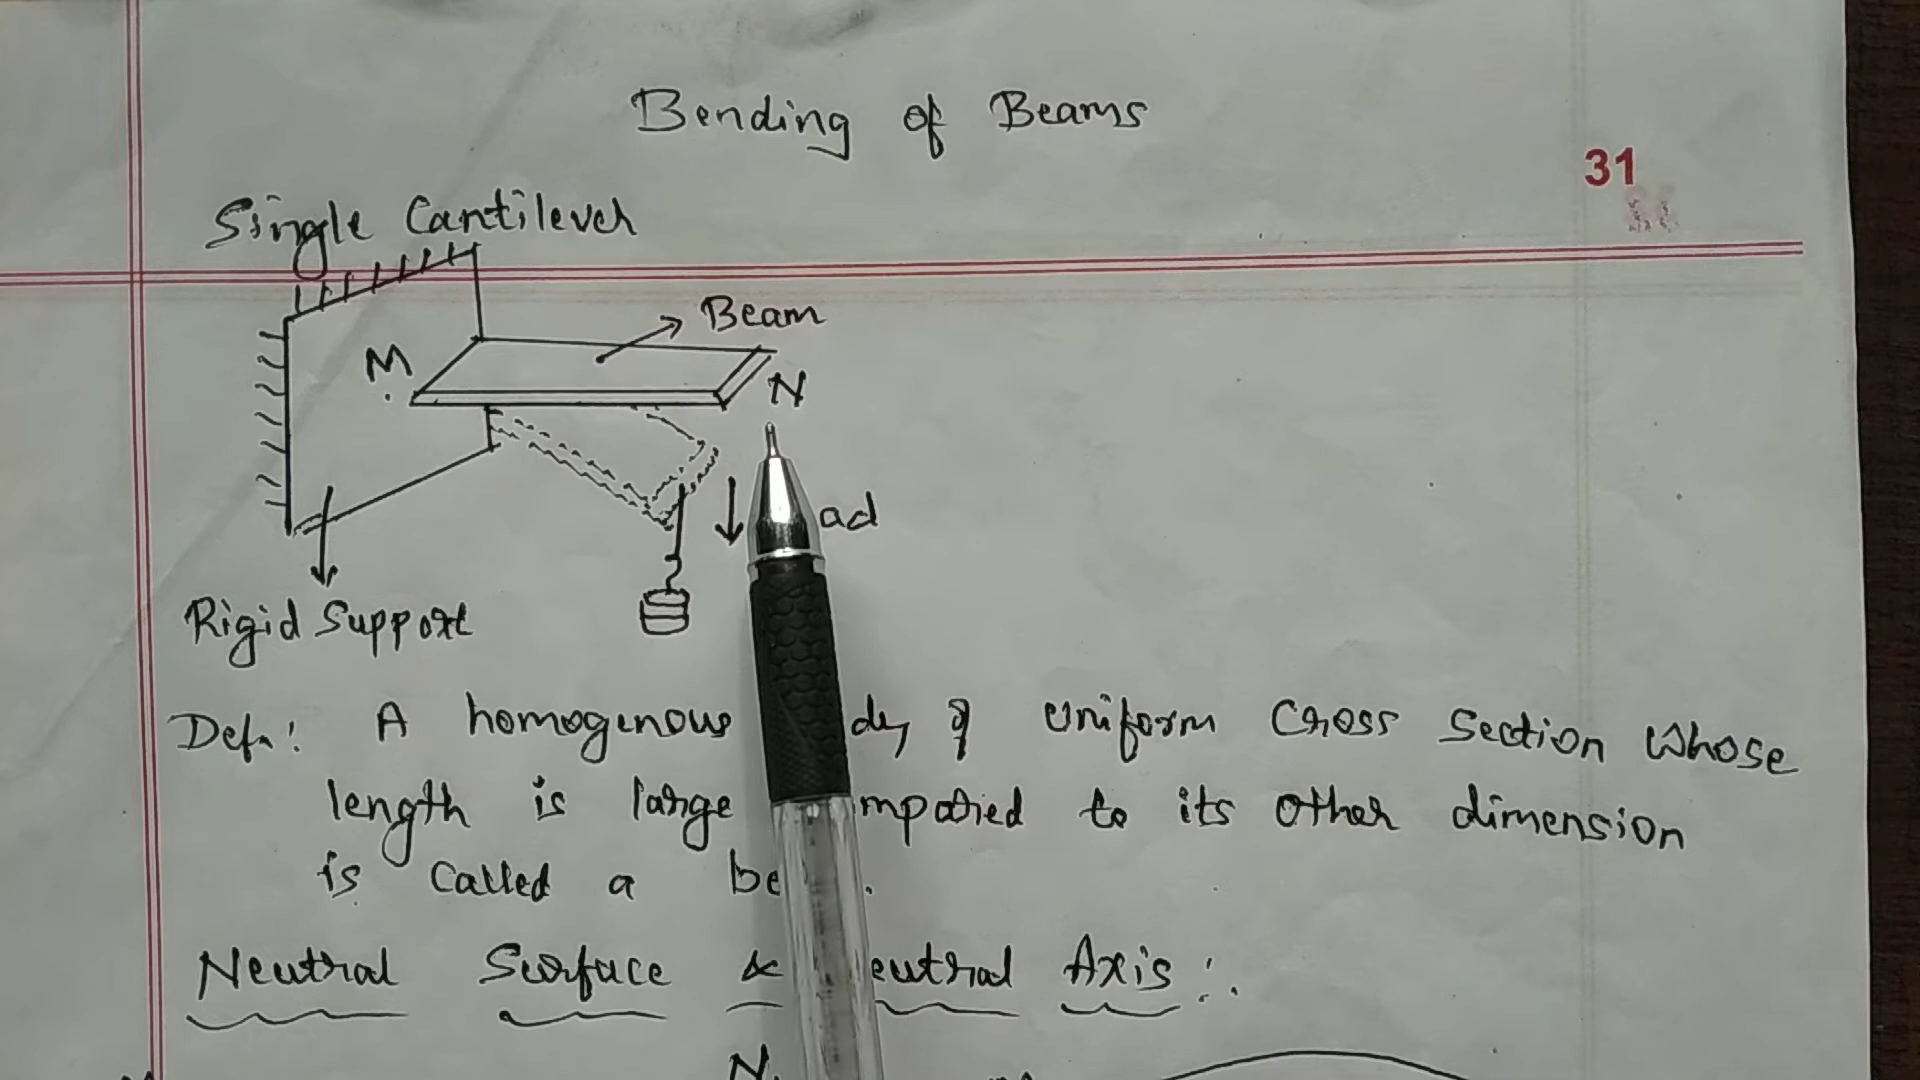 Bending of Beams
31
Single Cantilever
Beam
M
N
ad
Rigid Support
Defn: A homogenous dy of Uniform Cross Section Whose
length is large mpared to its other dimension
is Called a be .
Neutral Surface & eutral Axis :.
N